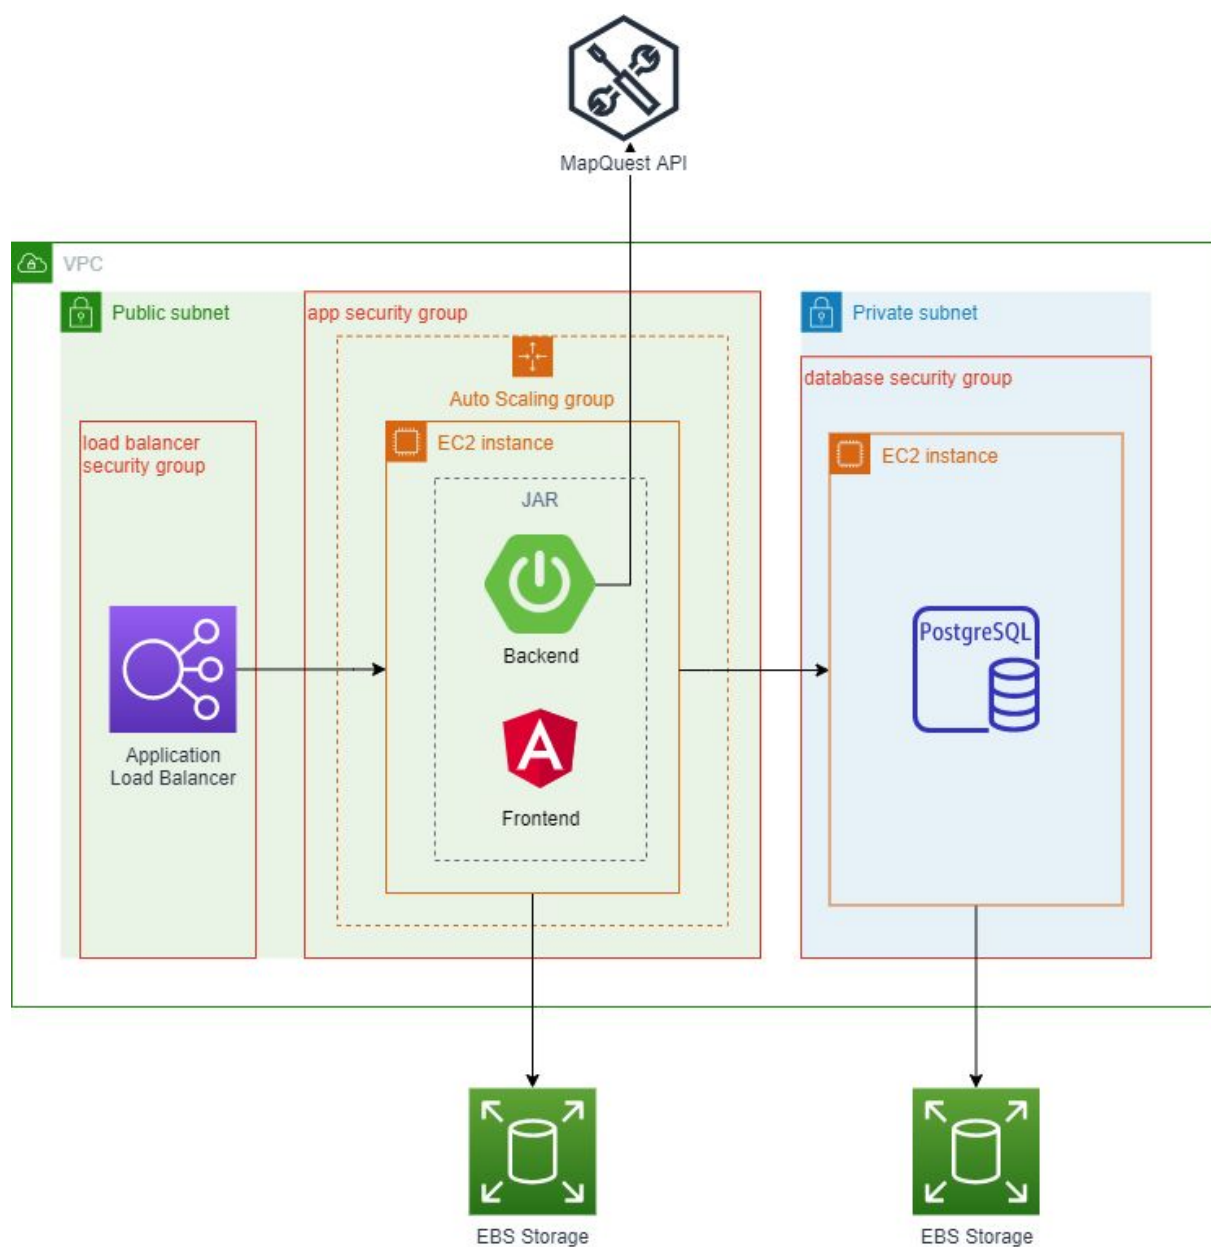 MapQuest API
VPC
Public subnet
app security group
Private subnet
Auto Scaling group
database security group
load balancer
security group
EC2 instance
EC2 instance
JAR
Backend
PostgreSQL
Application
Load Balancer
Frontend
EBS Storage
EBS Storage